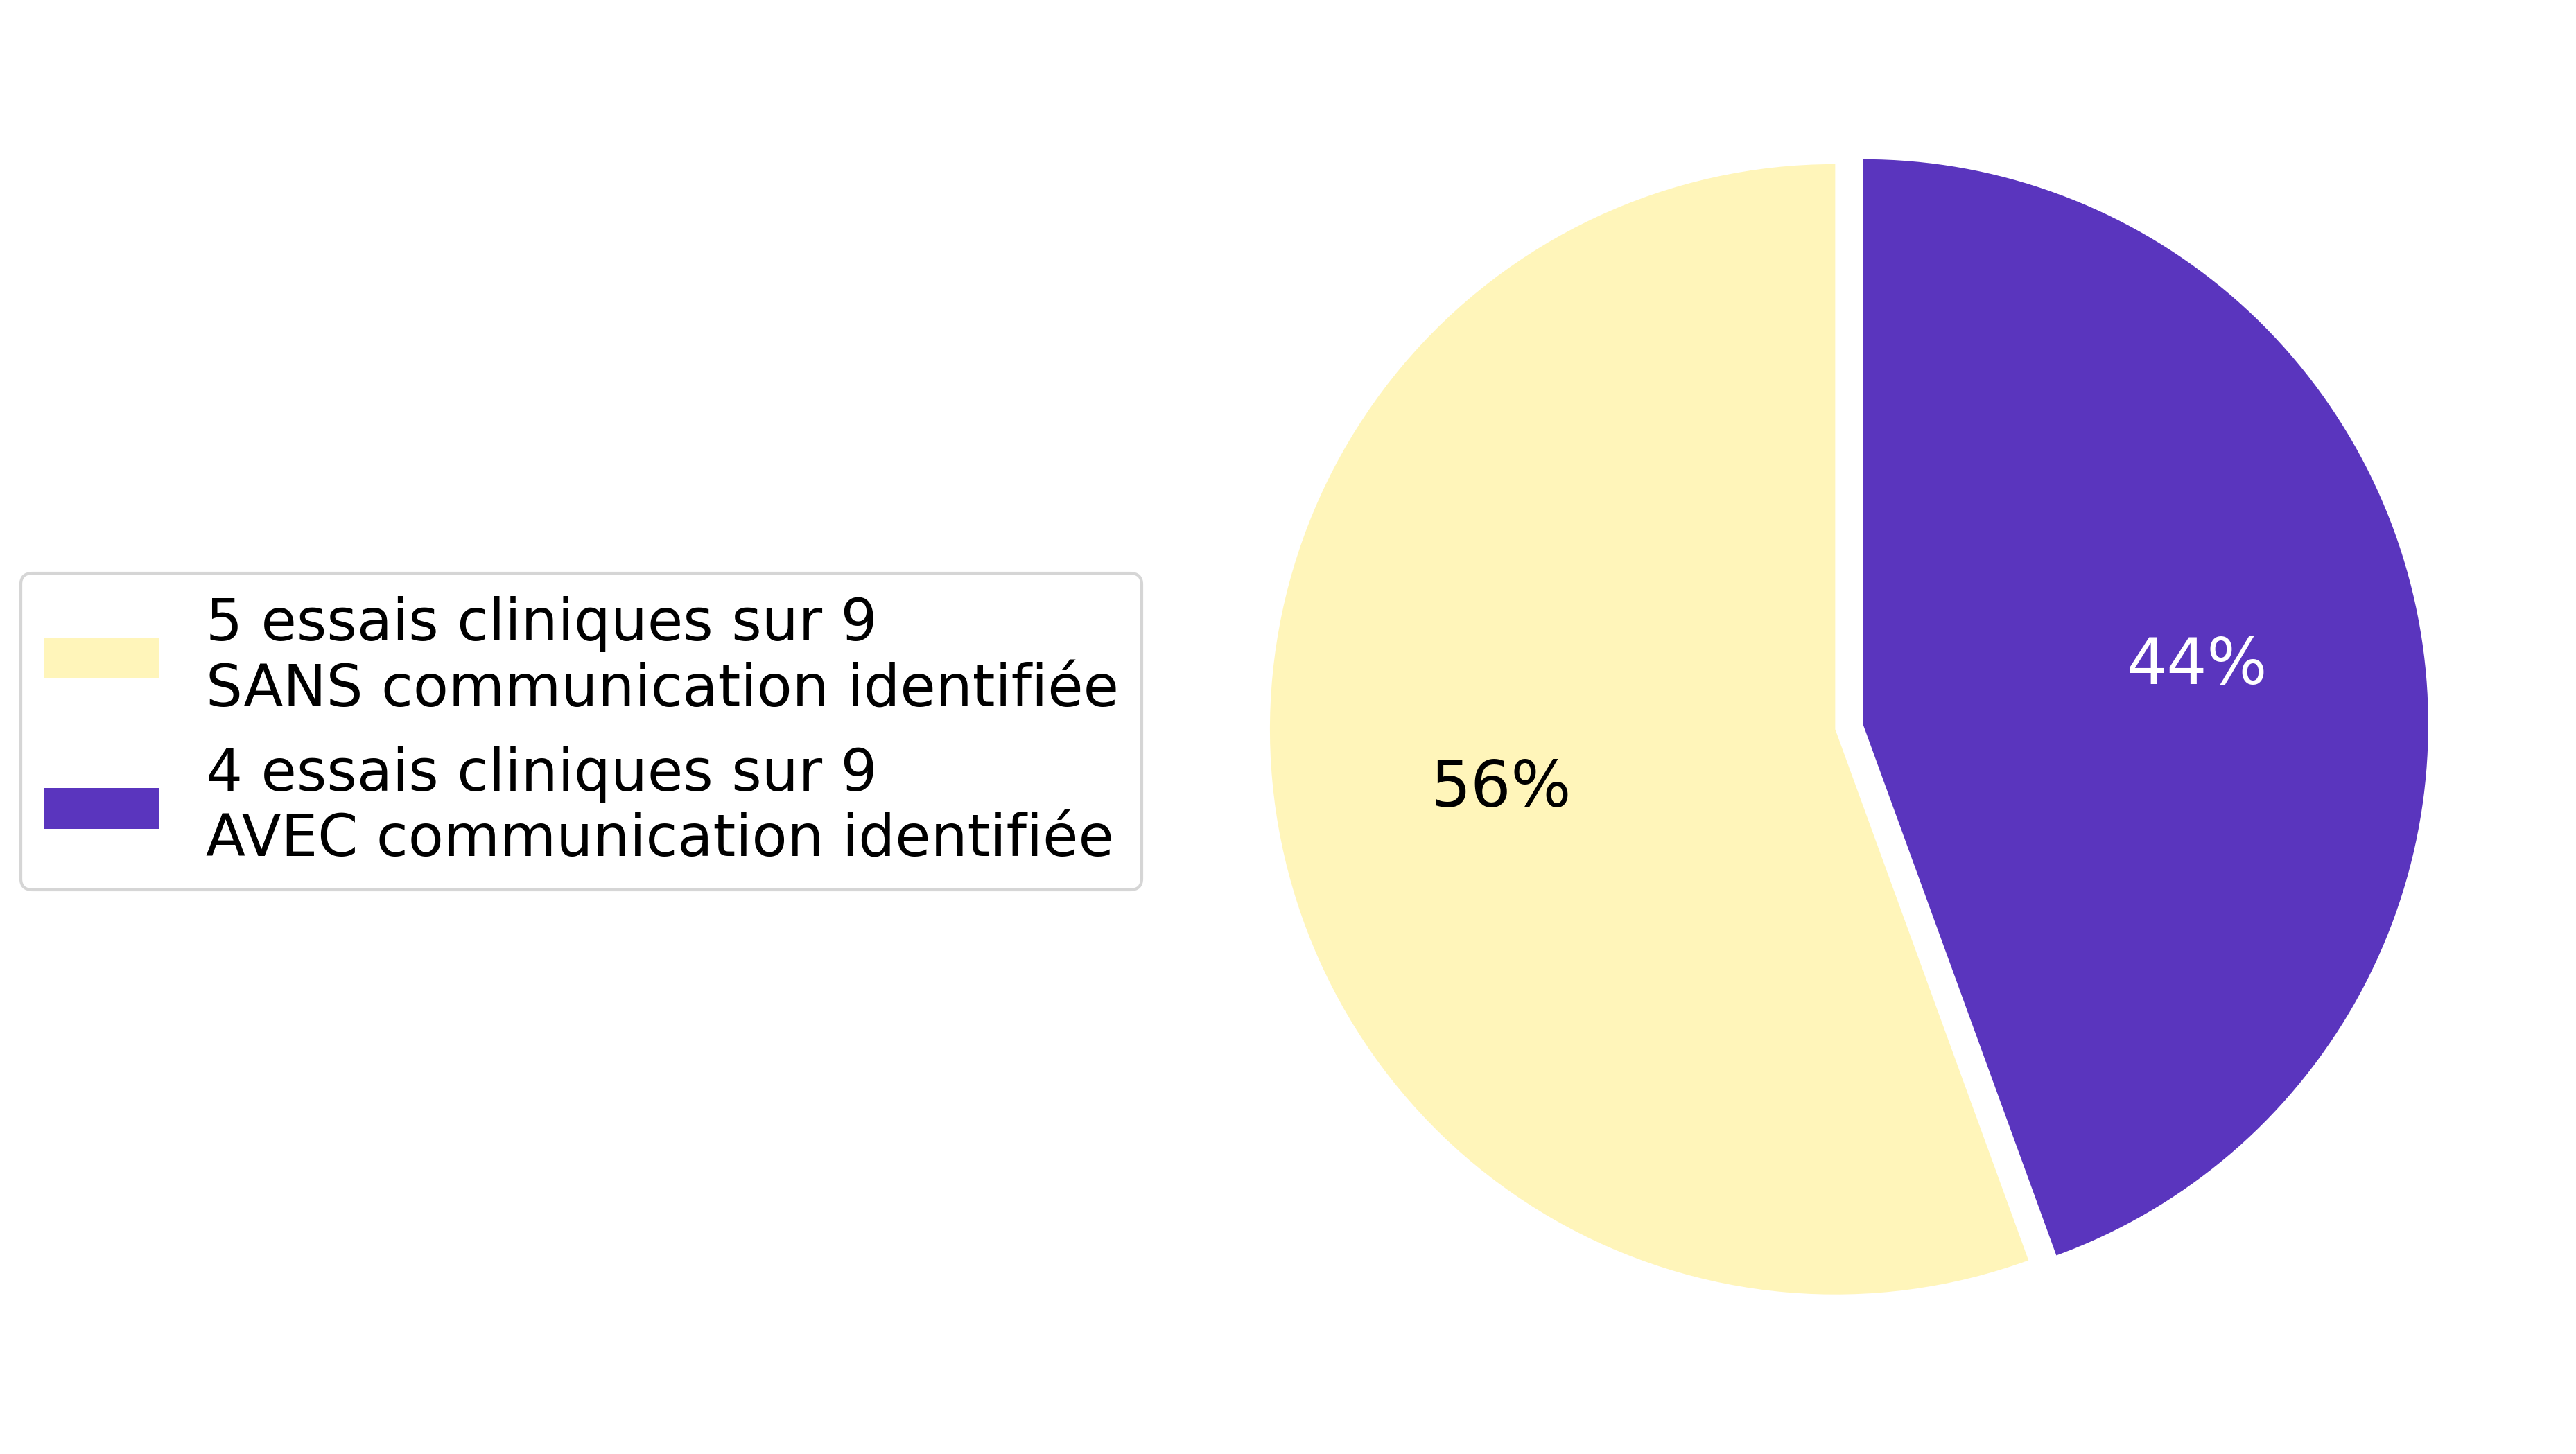 5 essais cliniques sur 9
SANS communication identifiée
4 essais cliniques sur 9
AVEC communication identifiée
56%
44%